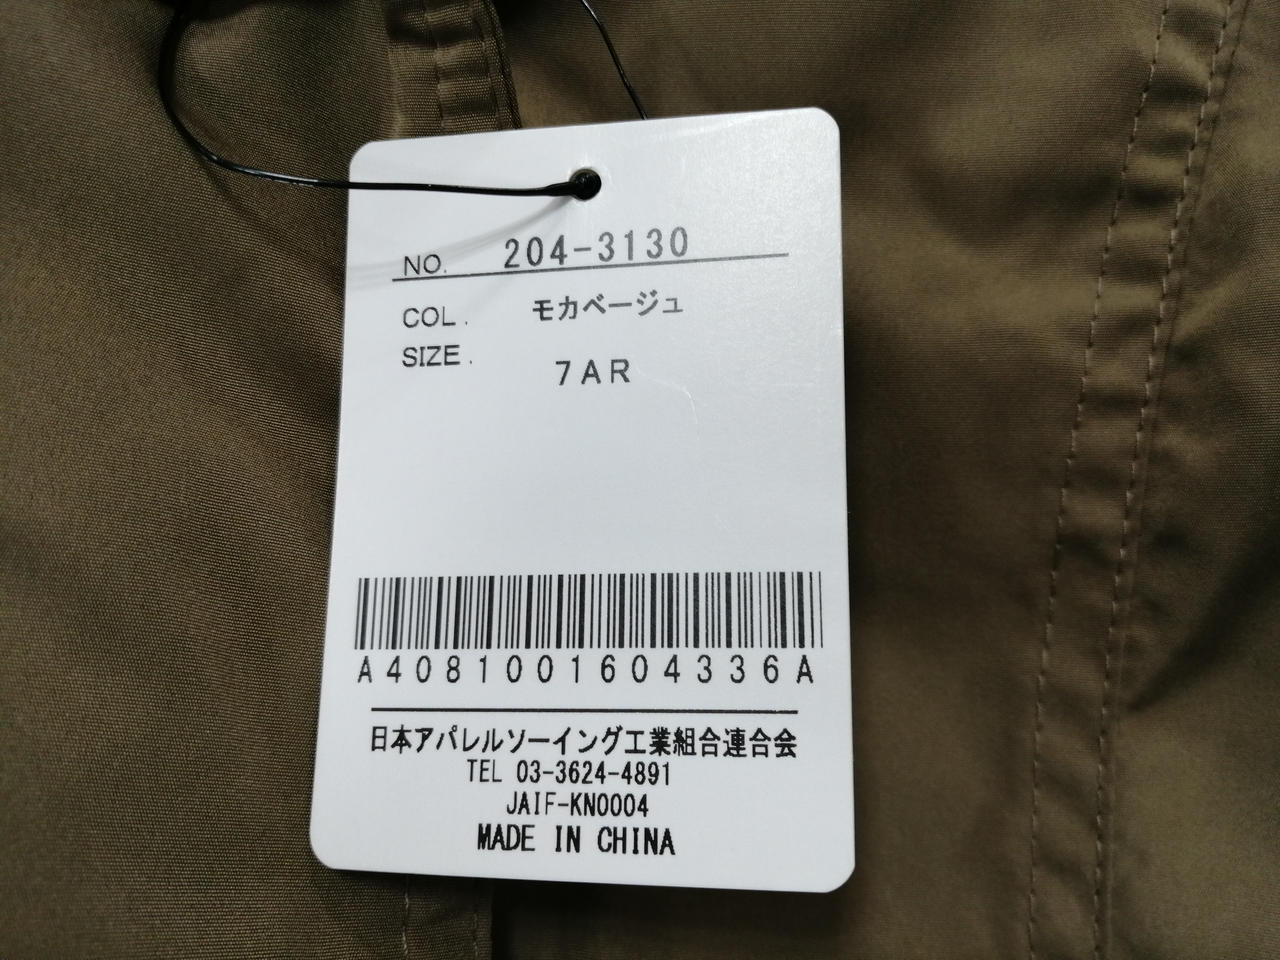 NO. 204-3130
COL. モカベージュ
SIZE. 7AR
A4081001604336A
日本アパレルソーイング工業組合連合会
TEL 03-3624-4891
JAIF-KN0004
MADE IN CHINA